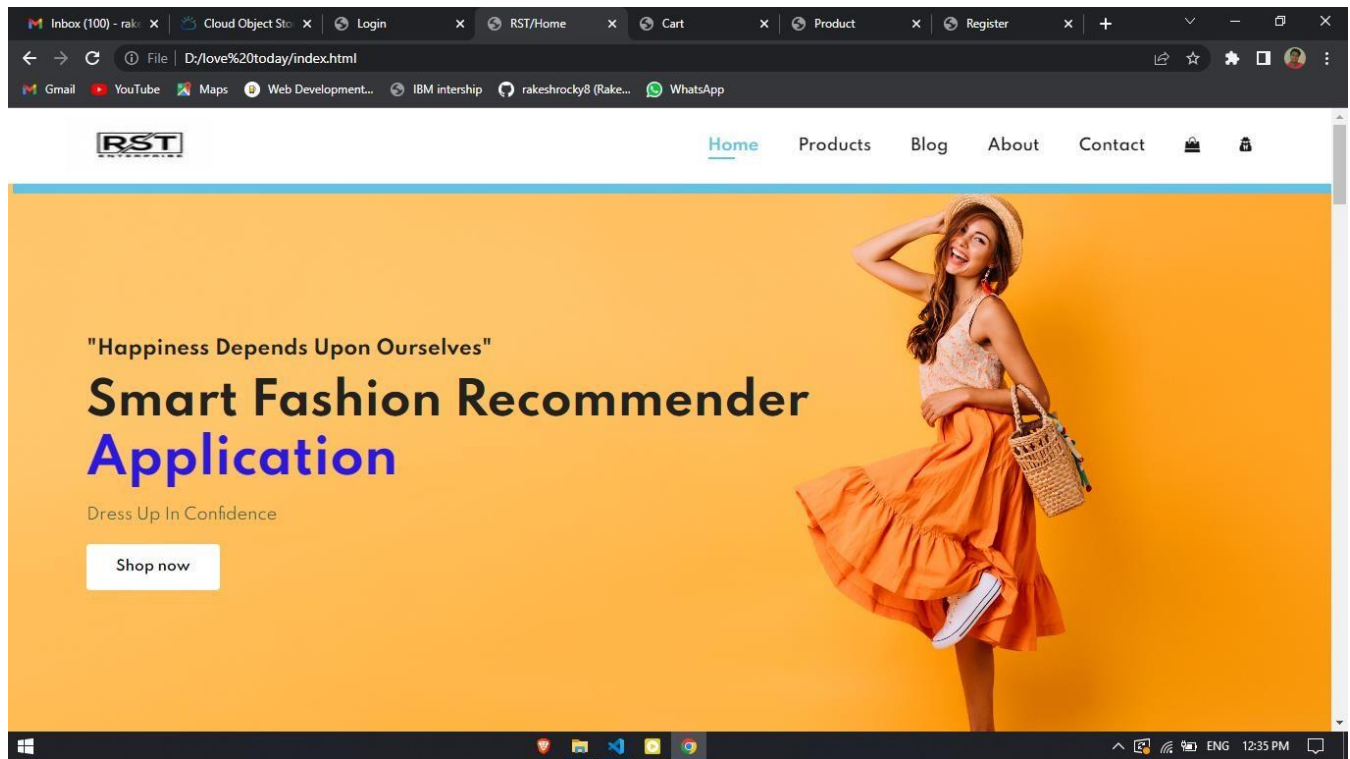 Inbox (100) - rake
Cloud Object Sto
Login
RST/Home
Cart
Product
Register
File
D:/love%20today/index.html
Gmail
YouTube
Maps
Web Development...
IBM intership
rakeshrocky8 (Rake...
WhatsApp
RST
ENTERPRISE
Home
Products
Blog
About
Contact
"Happiness Depends Upon Ourselves"
Smart Fashion Recommender
Application
Dress Up In Confidence
Shop now
ENG
12:35 PM